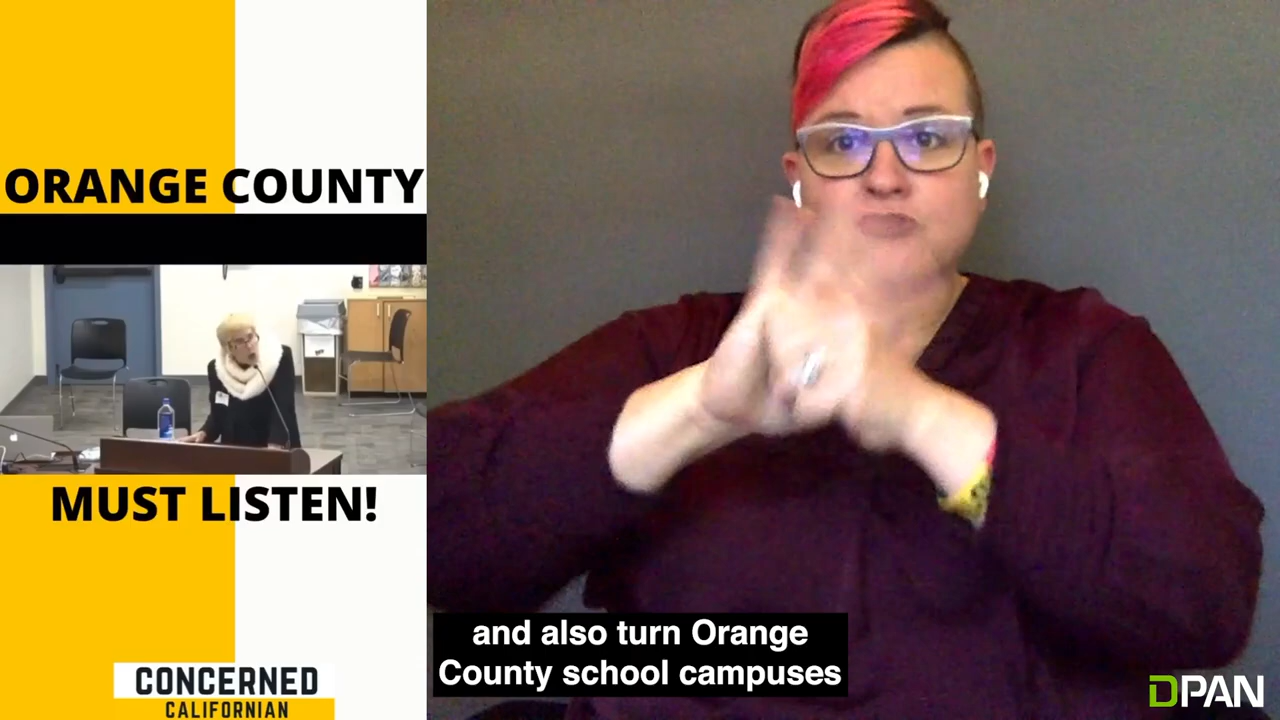 ORANGE COUNTY
MUST LISTEN!
CONCERNED
CALIFORNIAN
and also turn Orange
County school campuses
DPAN